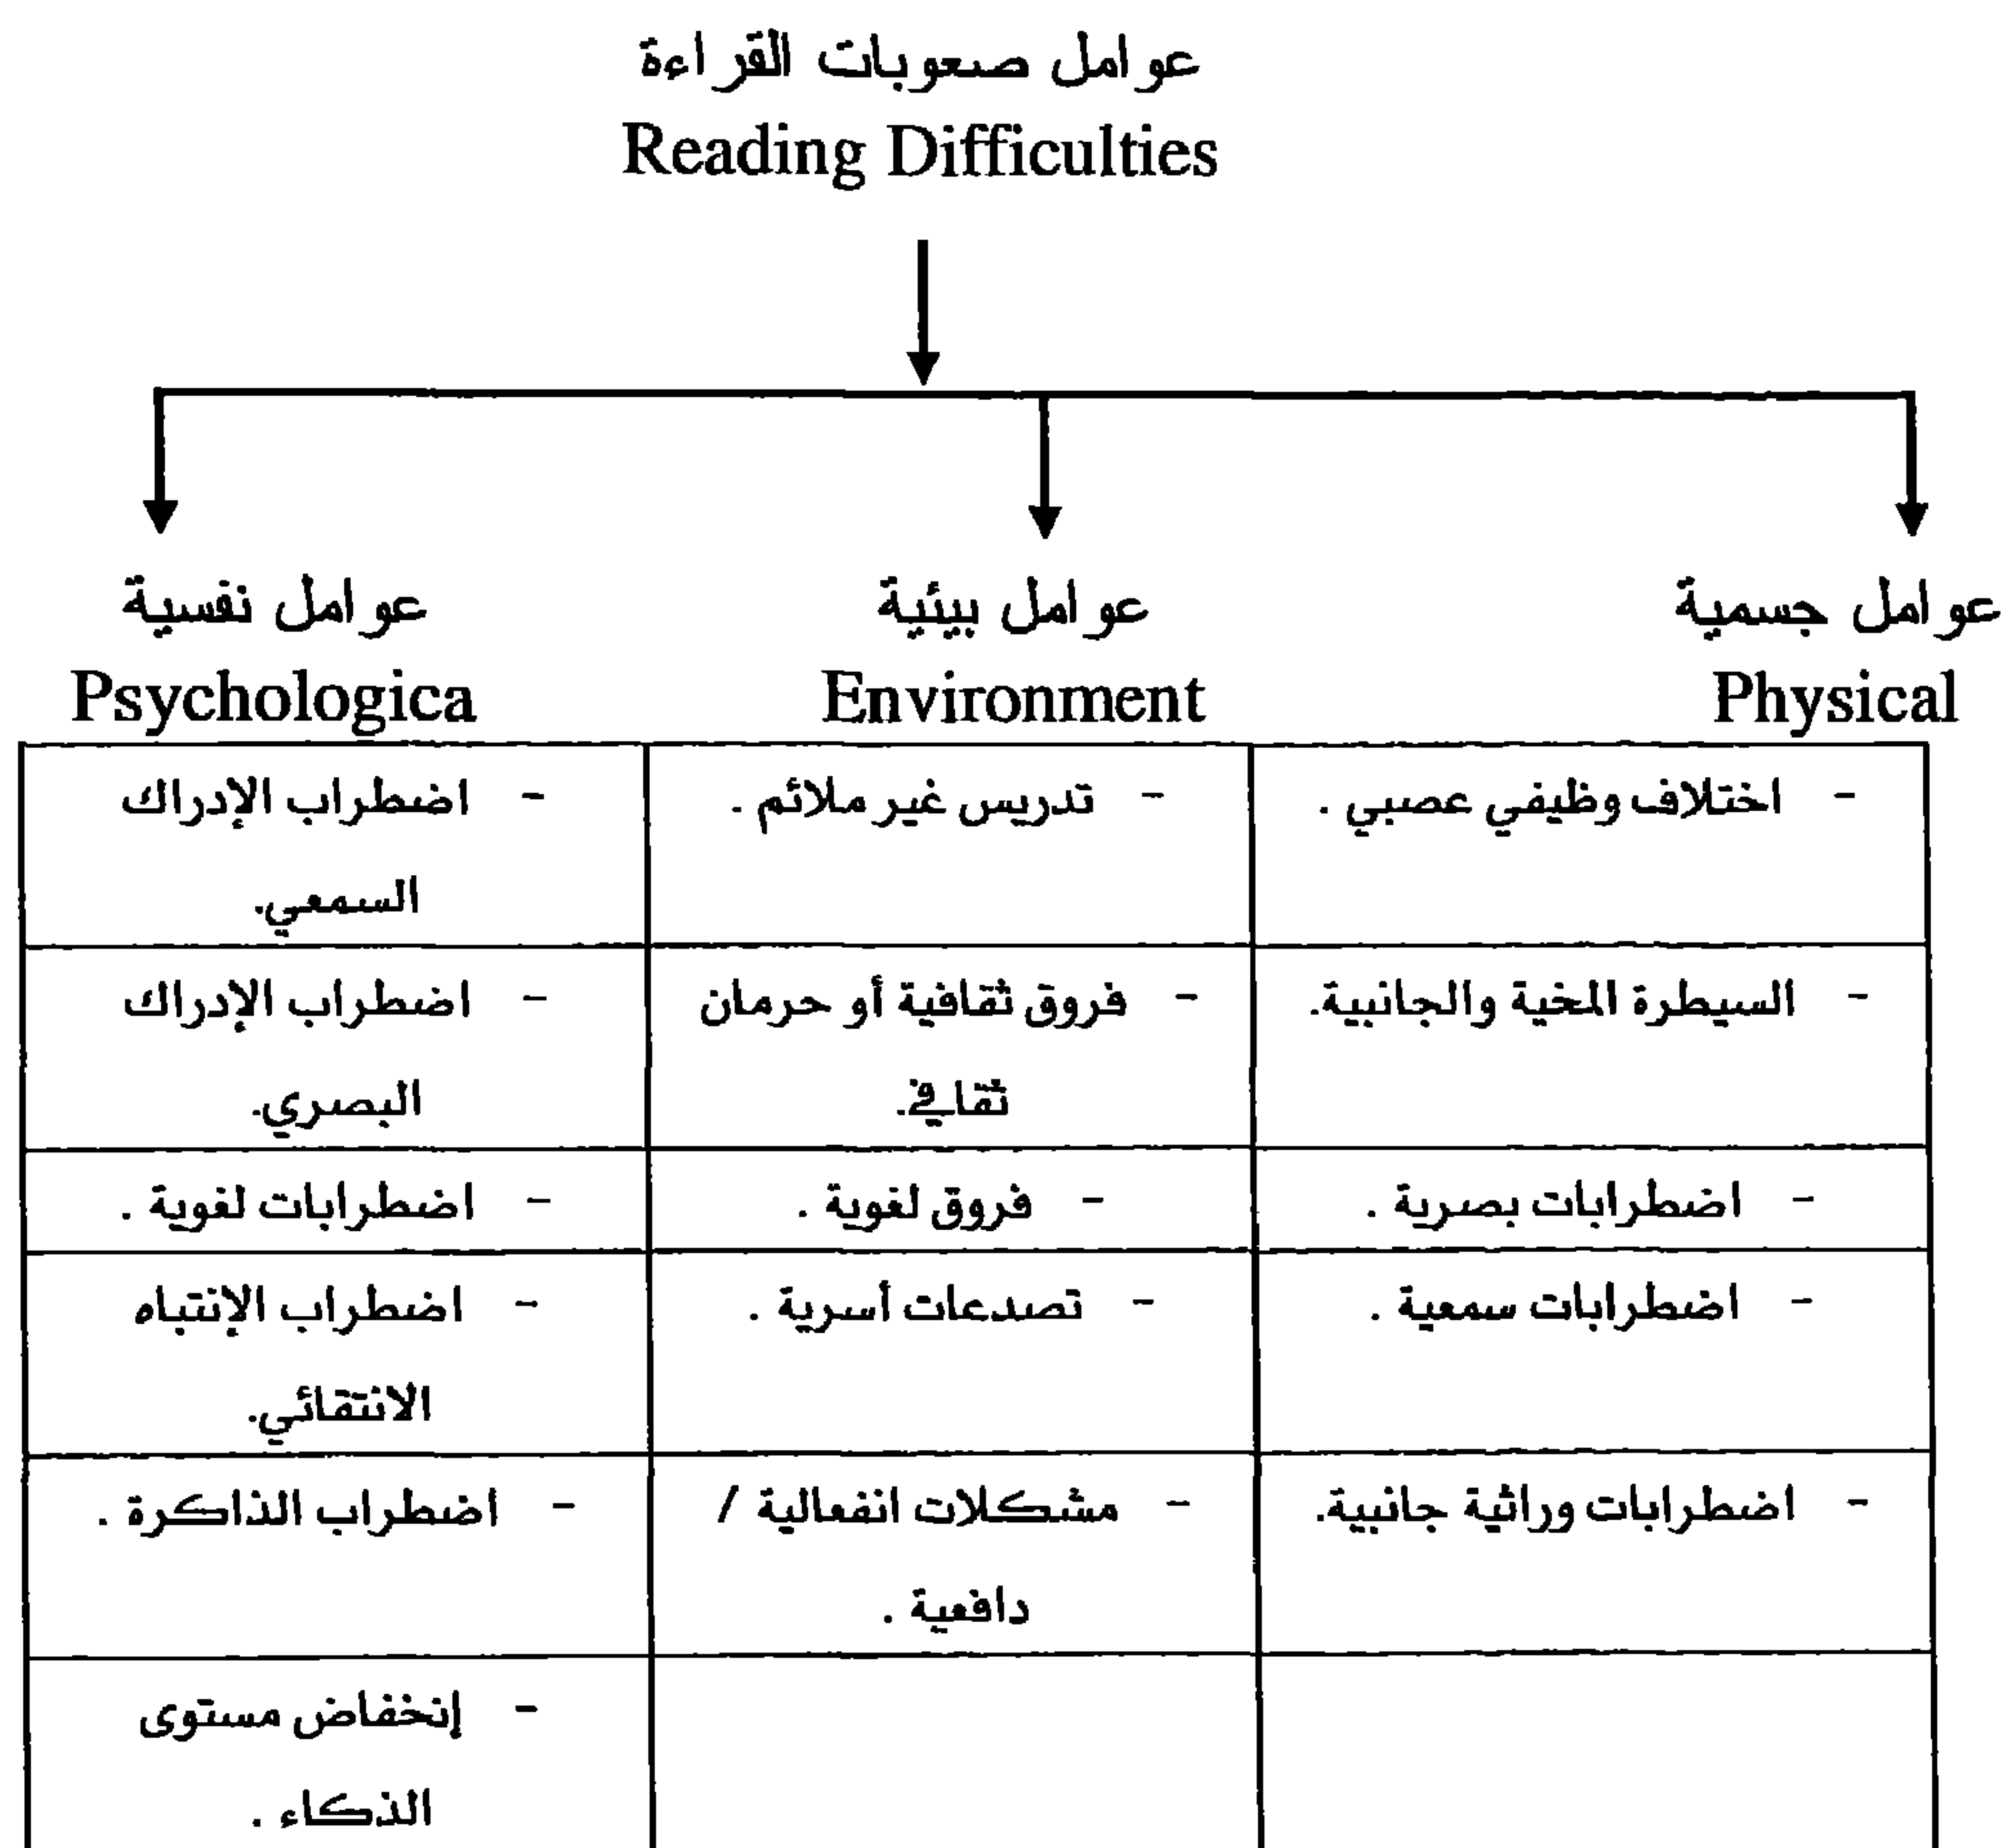 عوامل صعوبات القراءة
Reading Difficulties
عوامل جسمية
Physical
عوامل بيئية
Environment
عوامل نفسية
Psychologica
- اختلاف وظيفي عصبي .
- تدريس غير ملائم .
- اضطراب الإدراك
السمعي.
- السيطرة المخية والجانبية.
- فروق ثقافية أو حرمان
ثقافي.
- اضطراب الإدراك
البصري.
- اضطرابات بصرية .
- فروق لغوية .
- اضطرابات لغوية .
- اضطرابات سمعية .
- تصدعات أسرية .
- اضطراب الإنتباه
الانتقائي.
- اضطرابات وراثية جانبية.
- مشكلات انفعالية /
دافعية .
- اضطراب الذاكرة .
- إنخفاض مستوى
الذكاء .